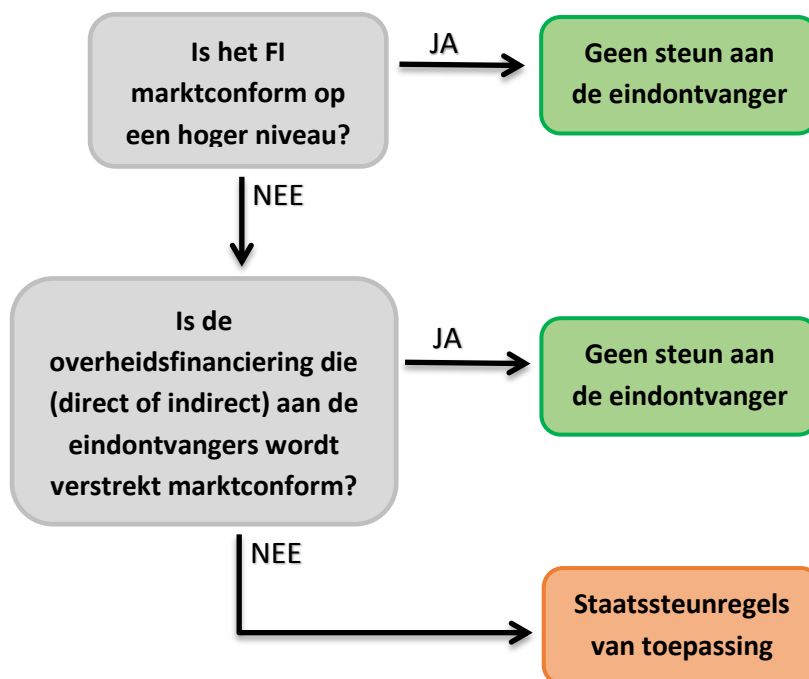 Is het FI
marktconform op
een hoger niveau?
JA
Geen steun aan
de eindontvanger
NEE
Is de
overheidsfinanciering die
(direct of indirect) aan de
eindontvangers wordt
verstrekt marktconform?
JA
Geen steun aan
de eindontvanger
NEE
Staatssteunregels
van toepassing